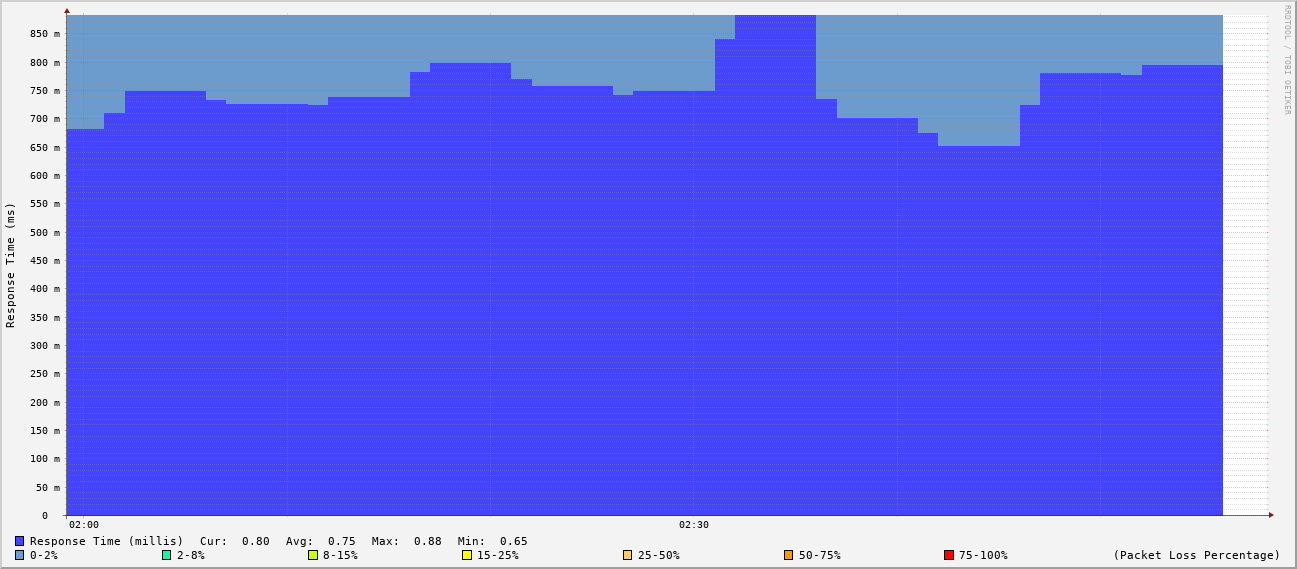 RRDTOOL / TOBI OETIKER
Response Time (ms)
850 m
800 m
750 m
700 m
650 m
600 m
550 m
500 m
450 m
400 m
350 m
300 m
250 m
200 m
150 m
100 m
50 m
0
02:00 02:30
Response Time (millis) Cur: 0.80 Avg: 0.75 Max: 0.88 Min: 0.65
0-2% 2-8% 8-15% 15-25% 25-50% 50-75% 75-100% (Packet Loss Percentage)